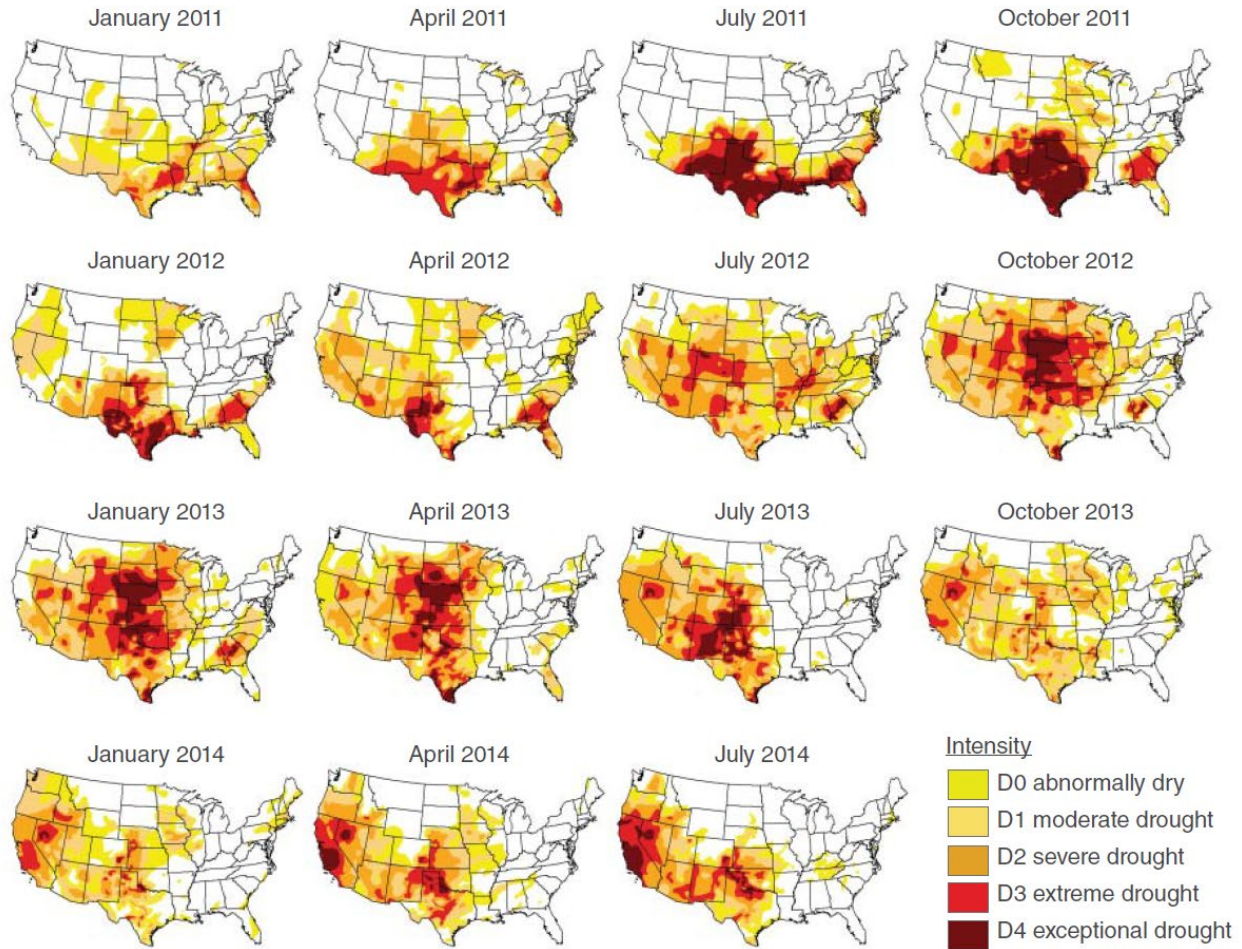 January 2011
April 2011
July 2011
October 2011
January 2012
April 2012
July 2012
October 2012
January 2013
April 2013
July 2013
October 2013
January 2014
April 2014
July 2014
Intensity
D0 abnormally dry
D1 moderate drought
D2 severe drought
D3 extreme drought
D4 exceptional drought